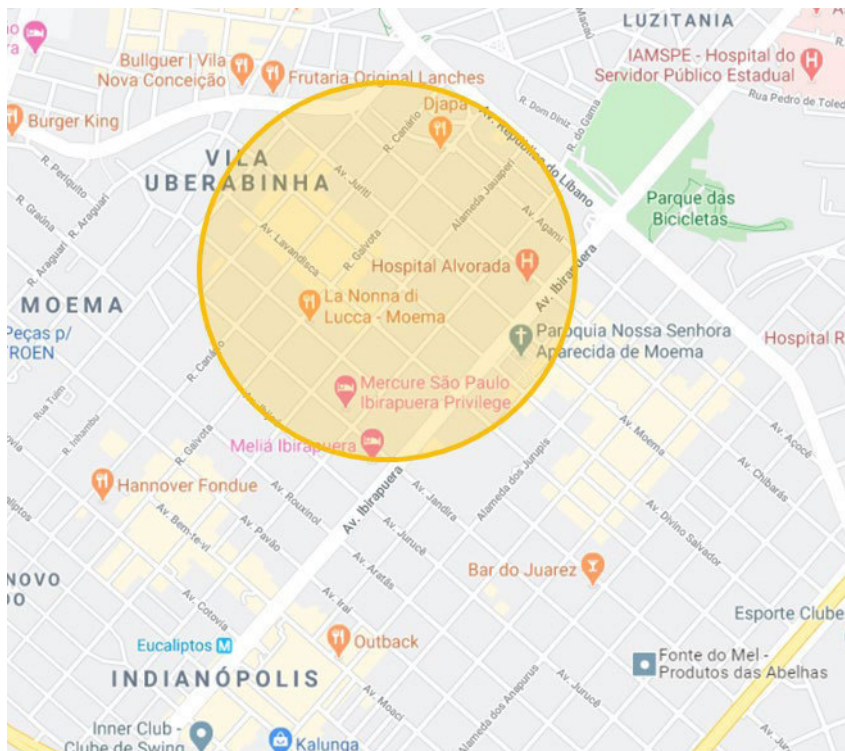 LUZITANIA
Bullguer | Vila
Nova Conceição
Frutaria Original Lanches
IAMSPE - Hospital do
Servidor Público Estadual
Rua Pedro de Toled
R. Dom Diniz
R. do Gama
Burger King
Djapa
R. Canário
Av. República do Líbano
VILA
UBERABINHA
Av. Juriti
Alameda Jauaperi
Av. Agami
Parque das
Bicicletas
R. Periquito
R. Araguari
R. Graúna
R. Araguari
Av. Lavandisca
R. Gaivota
Hospital Alvorada
Av. Ibirapuera
La Nonna di
Lucca - Moema
MOEMA
Peças p/
ROEN
Paroquia Nossa Senhora
Aparecida de Moema
Hospital R
R. Canário
Rua Tuim
R. Inhambu
Mercure São Paulo
Ibirapuera Privilege
Meliá Ibirapuera
R. Gaivota
Av. Moema
Av. Açocê
Av. Chibarás
Hannover Fondue
Av. Rouxinol
Av. Ibirapuera
Av. Jandira
Alameda dos Jurupis
Av. Bem-te-vi
Av. Pavão
Av. Jurucê
Av. Divino Salvador
Av. Aratãs
Bar do Juarez
NOVO
DO
Av. Cotovia
Av. Iraí
Esporte Clube
Eucaliptos
M
Outback
Fonte do Mel -
Produtos das Abelhas
INDIANÓPOLIS
Av. Moaci
Alameda dos Anapurus
Av. Jurucê
Inner Club -
Clube de Swing
Kalunga